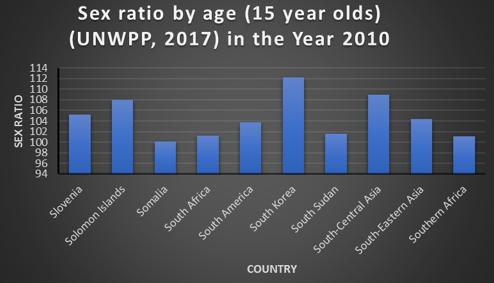 Sex ratio by age (15 year olds)
(UNWPP, 2017) in the Year 2010
SEX RATIO
114
112
110
108
106
104
102
100
98
96
94
Slovenia
Solomon Islands
Somalia
South Africa
South America
South Korea
South Sudan
South-Central Asia
South-Eastern Asia
Southern Africa
COUNTRY